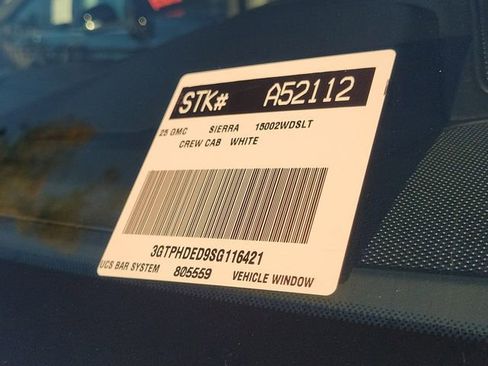 STK# A52112
25 GMC SIERRA 15002WDSLT
CREW CAB WHITE
3GTPHDED9SG116421
UCS BAR SYSTEM 805559 VEHICLE WINDOW